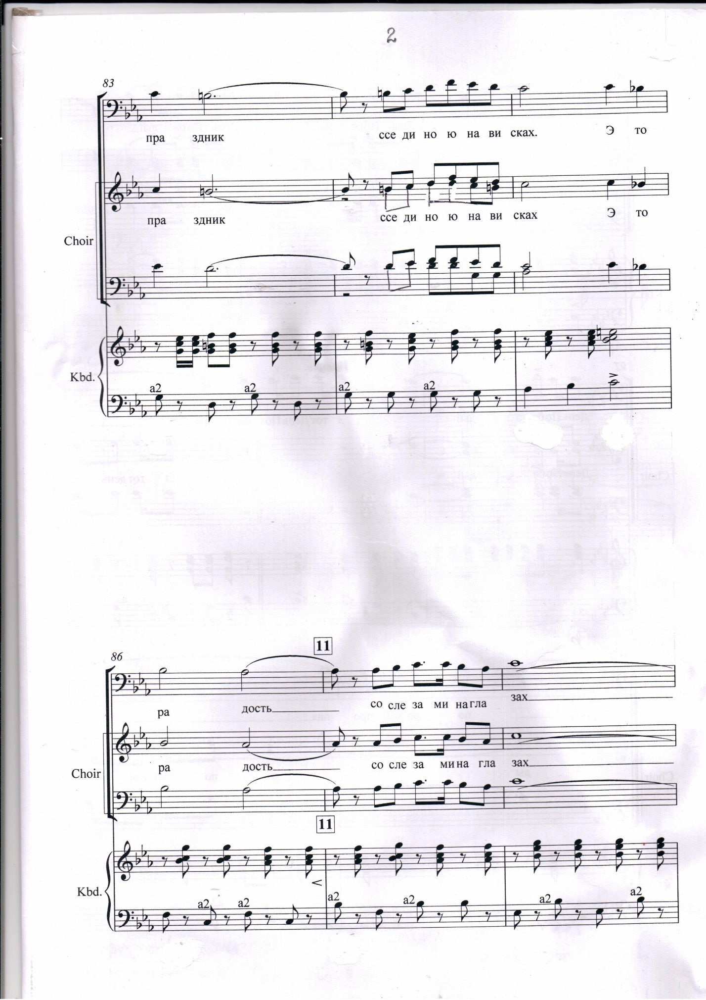 2
83
пра здник ссе ди но ю на ви сках. Э то
пра здник ссе ди но ю на ви сках Э то
Choir
Kbd.
a2 a2 a2 a2
11
86
ра дость со сле за ми на гла зах
ра дость со сле за ми на гла зах
Choir
11
Kbd.
a2 a2 a2 a2 a2 a2